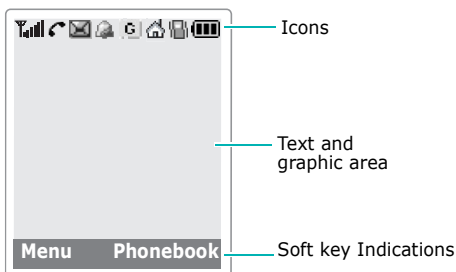 G
Icons
Text and
graphic area
Menu Phonebook
Soft key Indications